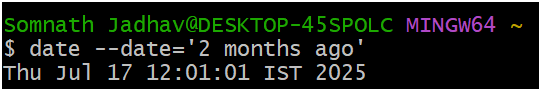 Somnath Jadhav@DESKTOP-45SPOLC MINGW64 ~
$ date --date='2 months ago'
Thu Jul 17 12:01:01 IST 2025